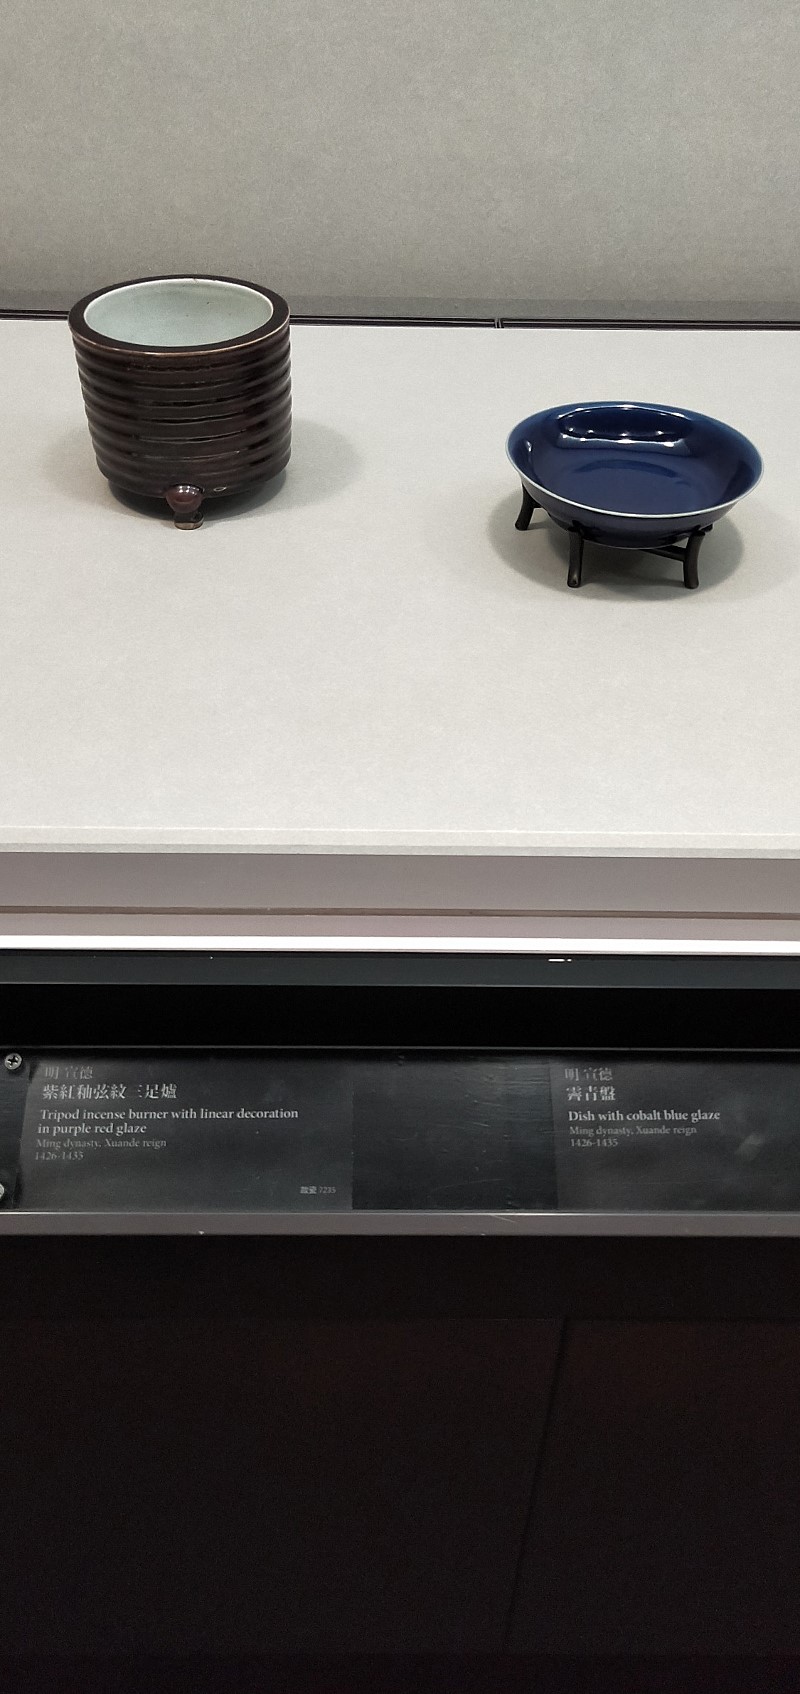 明 宣德
紫紅釉弦紋三足爐
Tripod incense burner with linear decoration
in purple red glaze
Ming dynasty, Xuande reign
1426-1435
明 宣德
霽青盤
Dish with cobalt blue glaze
Ming dynasty, Xuande reign
1426-1435